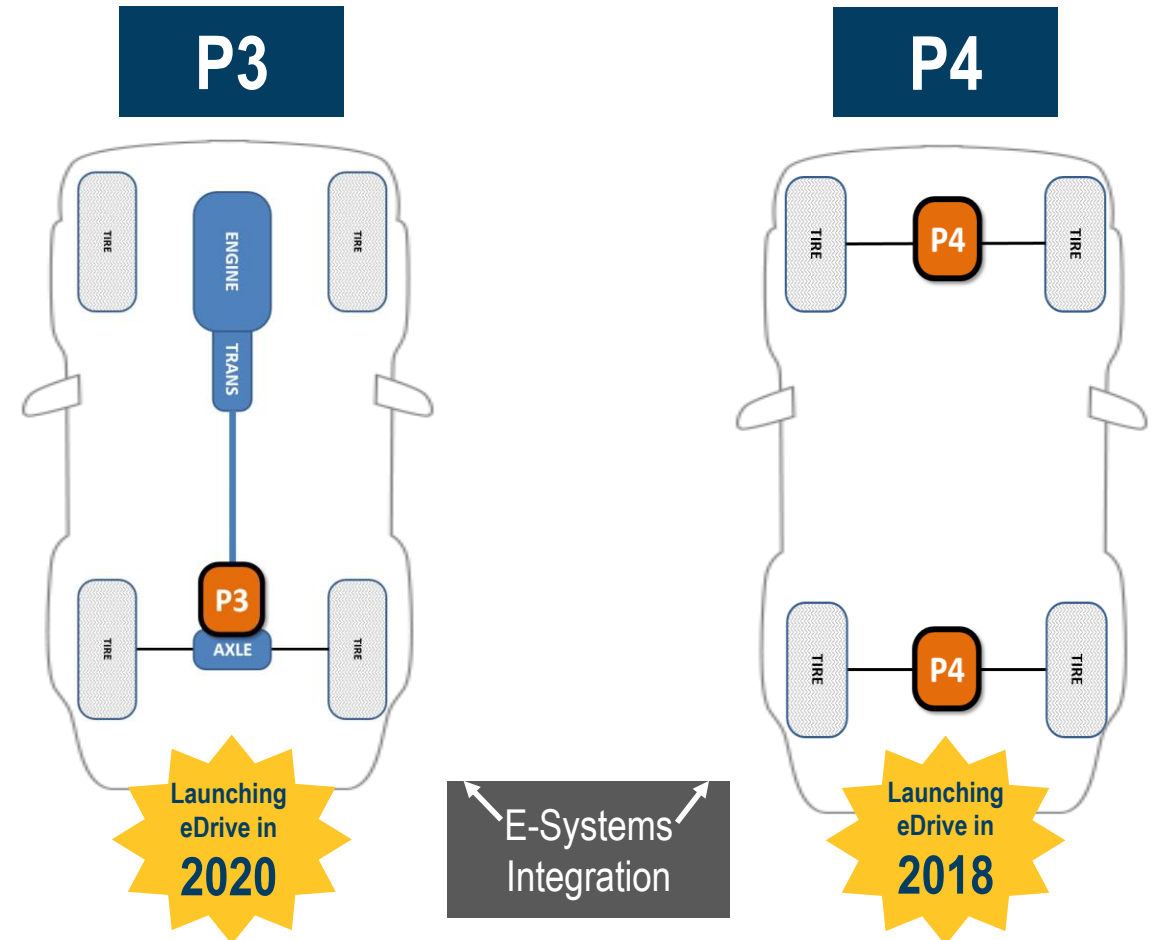 P3
P4
TIRE
ENGINE
TIRE
TRANS
P3
AXLE
TIRE
TIRE
Launching
eDrive in
2020
TIRE
P4
TIRE
TIRE
P4
TIRE
Launching
eDrive in
2018
E-Systems
Integration